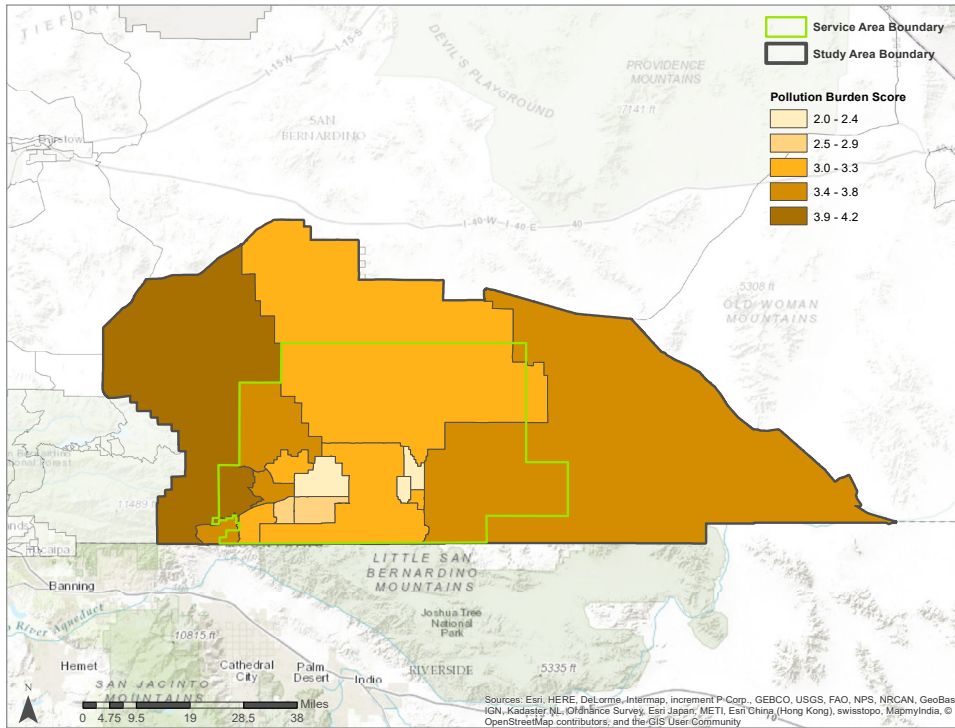 TIEFORT
I-15-N
I-15-S
DEVIL'S PLAYGROUND
PROVIDENCE
MOUNTAINS
7141 ft
Service Area Boundary
Study Area Boundary
Pollution Burden Score
2.0 - 2.4
2.5 - 2.9
3.0 - 3.3
3.4 - 3.8
3.9 - 4.2
SAN
BERNARDINO
Barstow
I-40-W
I-40-E
40
5308 ft
OLD WOMAN
MOUNTAINS
11489 ft
Yucaipa
Banning
LITTLE SAN
BERNARDINO
MOUNTAINS
Joshua Tree
National
Park
River Aqueduct
10815 ft
Hemet
Cathedral
City
Palm
Desert
Indio
RIVERSIDE
5335 ft
SAN JACINTO
MOUNTAINS
N
Miles
0 4.75 9.5 19 28.5 38
Sources: Esri, HERE, DeLorme, Intermap, increment P Corp., GEBCO, USGS, FAO, NPS, NRCAN, GeoBas
IGN, Kadaster NL, Ordnance Survey, Esri Japan, METI, Esri China (Hong Kong), swisstopo, MapmyIndia, ©
OpenStreetMap contributors, and the GIS User Community